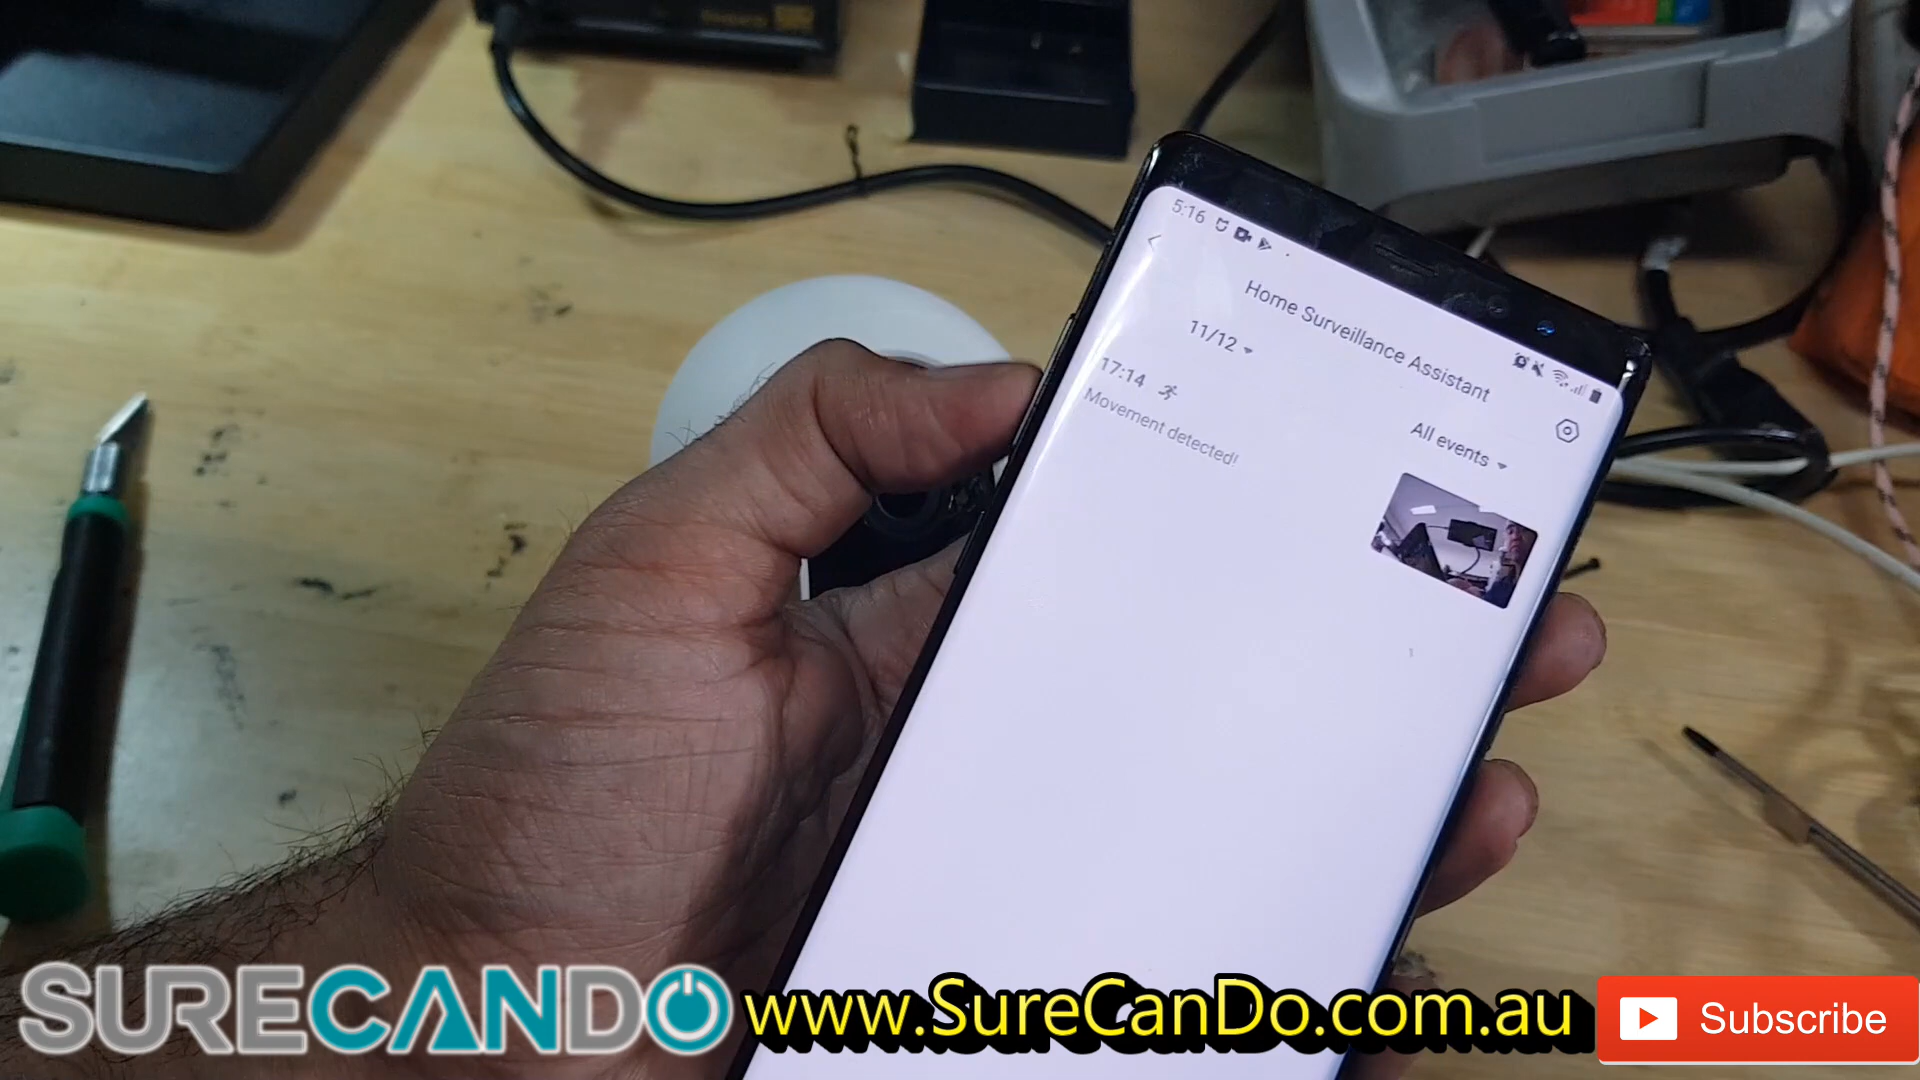 5:16
Home Surveillance Assistant
11/12
All events
17:14
Movement detected!
SURECANDO
www.SureCanDo.com.au
Subscribe